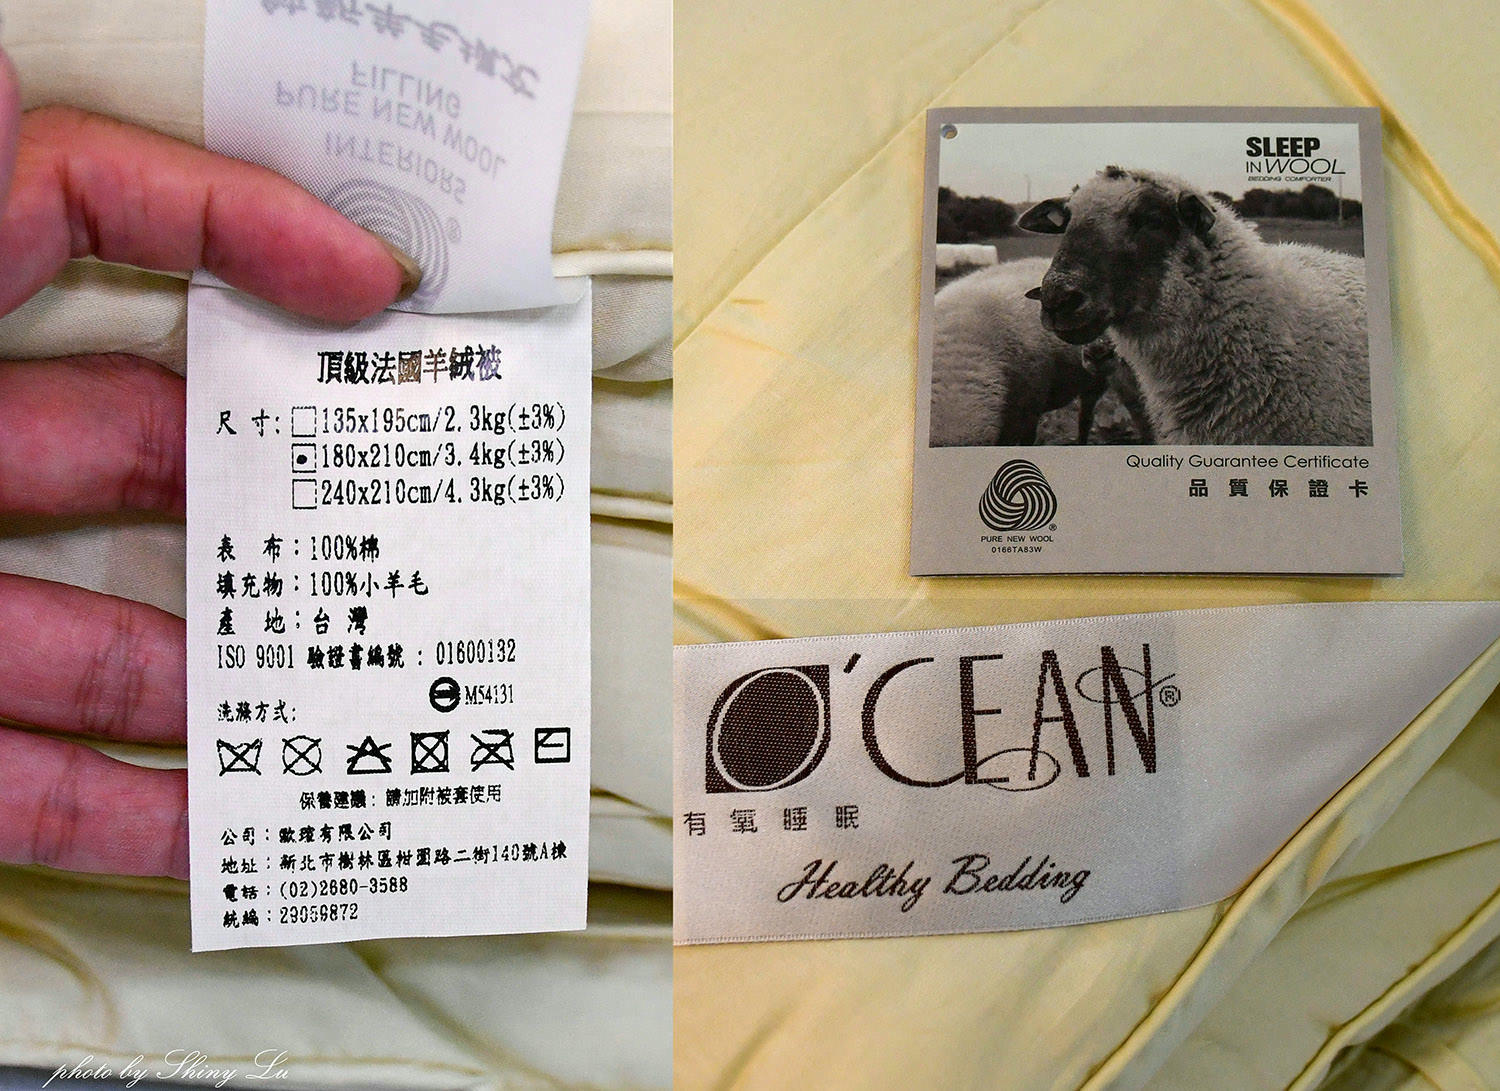 INTERIORS
PURE NEW WOOL
FILLING
頂級法國羊絨被
尺 寸: □135x195cm/2.3kg(±3%)
180x210cm/3.4kg(±3%)
□240x210cm/4.3kg(±3%)
表 布:100%棉
填充物:100%小羊毛
產 地:台 灣
ISO 9001 驗證書編號 : 01600132
M54131
洗滌方式:
保養建議: 請加附被套使用
公司:歐瑄有限公司
地址:新北市樹林區柑園路二街140號A棟
電話:(02)2680-3588
統編:29059872
SLEEP
IN WOOL
BEDDING COMFORTER
Quality Guarantee Certificate
品質保證卡
PURE NEW WOOL
0166TA83W
O'CEAN®
有氧睡眠
Healthy Bedding
photo by Shiny Lu